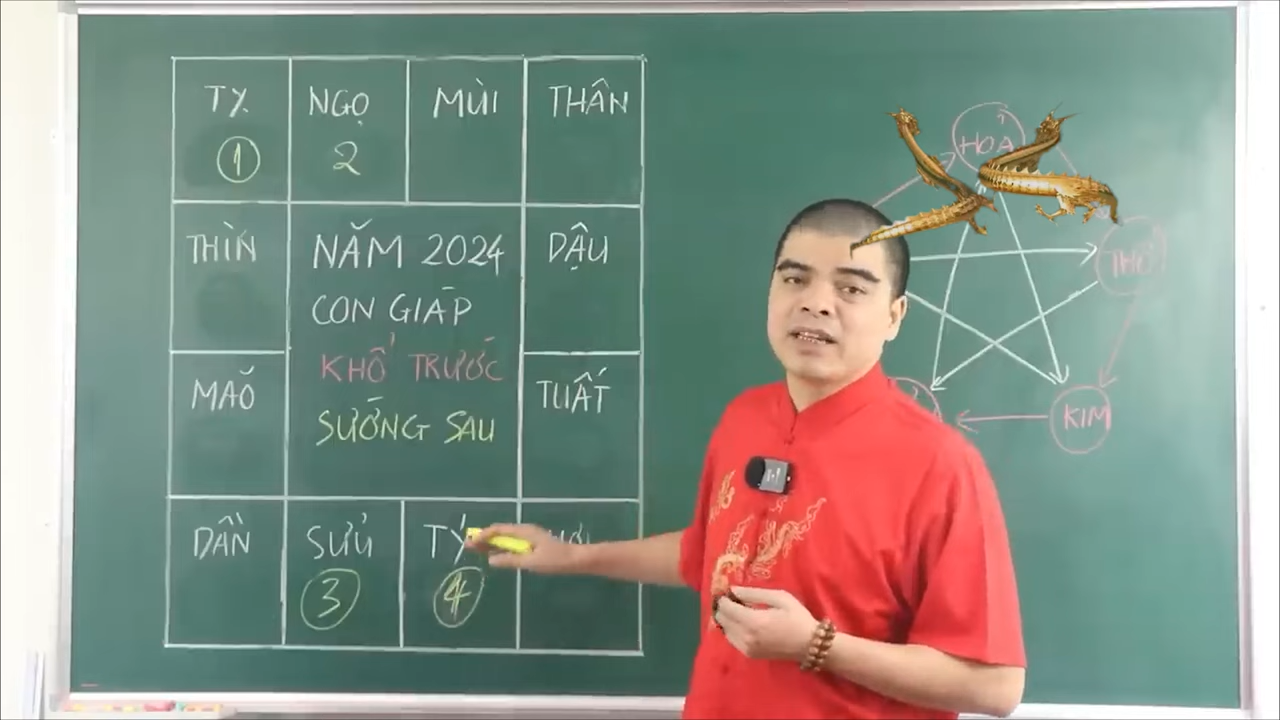 TỴ
①
NGỌ
2
MÙI
THÂN
THÌN
NĂM 2024
CON GIÁP
KHỔ TRƯỚC
SƯỚNG SAU
DẬU
MÃO
TUẤT
DẦN
SỬU
③
TÝ
④
HỎA
THỔ
KIM